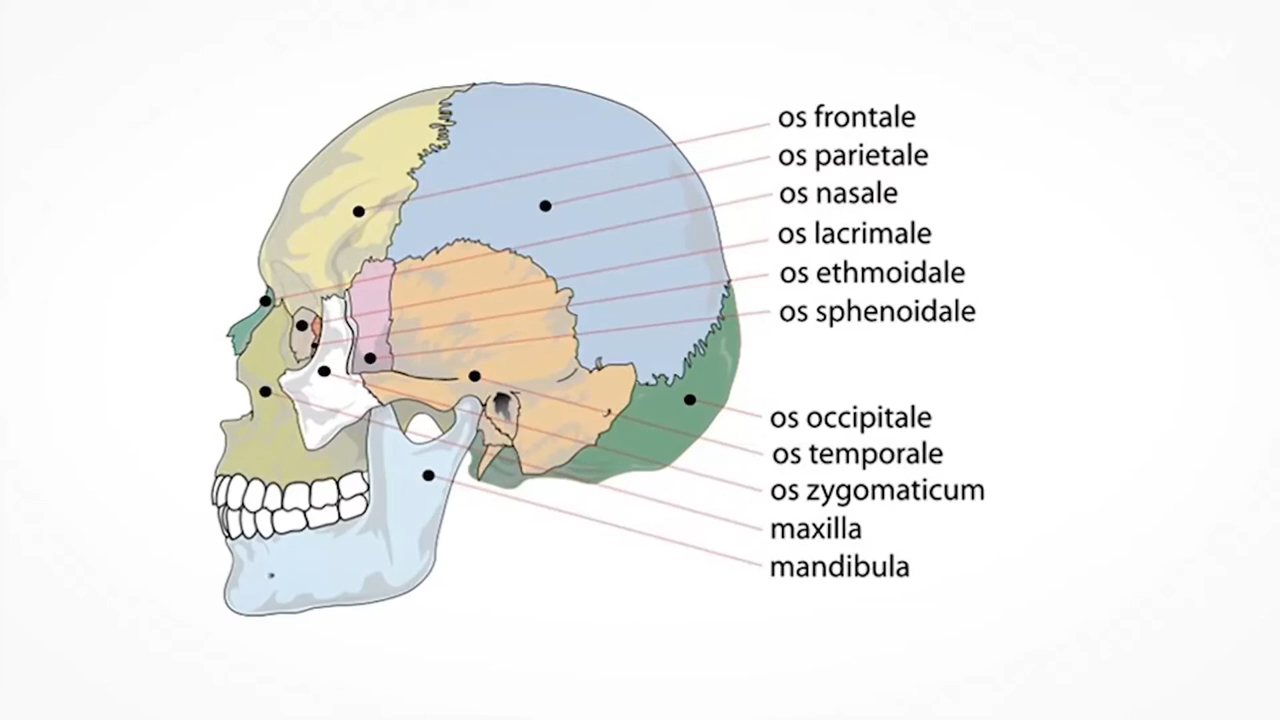 os frontale
os parietale
os nasale
os lacrimale
os ethmoidale
os sphenoidale
os occipitale
os temporale
os zygomaticum
maxilla
mandibula